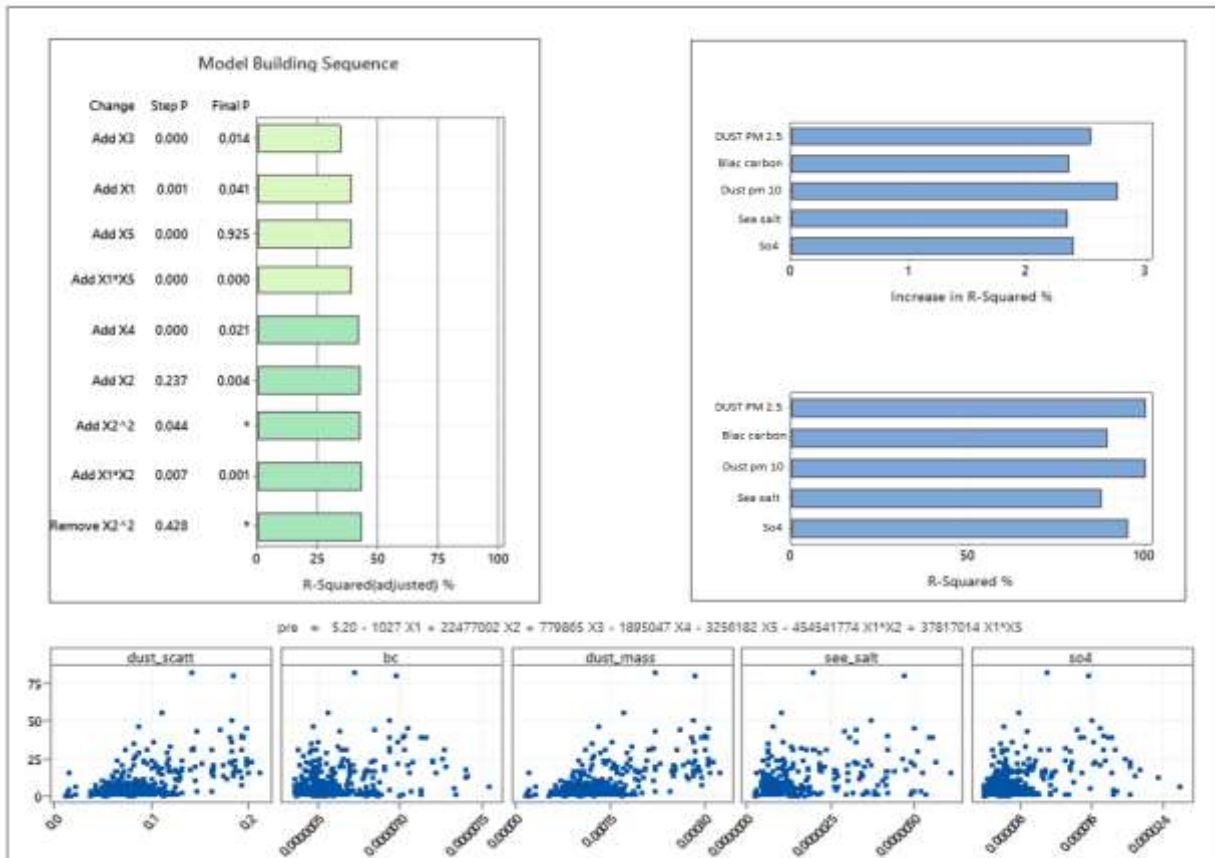 Model Building Sequence
Change Step P Final P
Add X3 0.000 0.014
Add X1 0.001 0.041
Add X5 0.000 0.925
Add X1*X5 0.000 0.000
Add X4 0.000 0.021
Add X2 0.237 0.004
Add X2^2 0.044 *
Add X1*X2 0.007 0.001
Remove X2^2 0.428 *
0 25 50 75 100
R-Squared(adjusted) %
DUST PM 2.5
Blac carbon
Dust pm 10
Sea salt
So4
0 1 2 3
Increase in R-Squared %
DUST PM 2.5
Blac carbon
Dust pm 10
Sea salt
So4
0 50 100
R-Squared %
pre = 5.20 - 1027 X1 + 22477002 X2 + 779865 X3 - 1895047 X4 - 3256182 X5 - 454541774 X1*X2 + 37817014 X1*X5
dust_scatt bc dust_mass see_salt so4
75
50
25
0
0.0 0.1 0.2